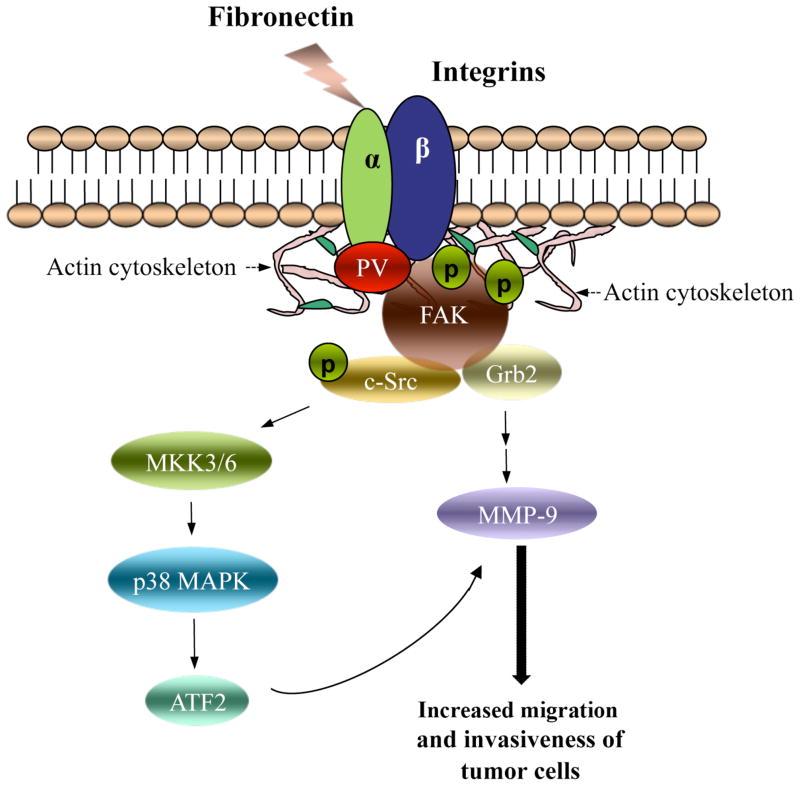 Fibronectin
Integrins
α
β
Actin cytoskeleton
PV
p
p
Actin cytoskeleton
FAK
p
c-Src
Grb2
MKK3/6
MMP-9
p38 MAPK
ATF2
Increased migration
and invasiveness of
tumor cells